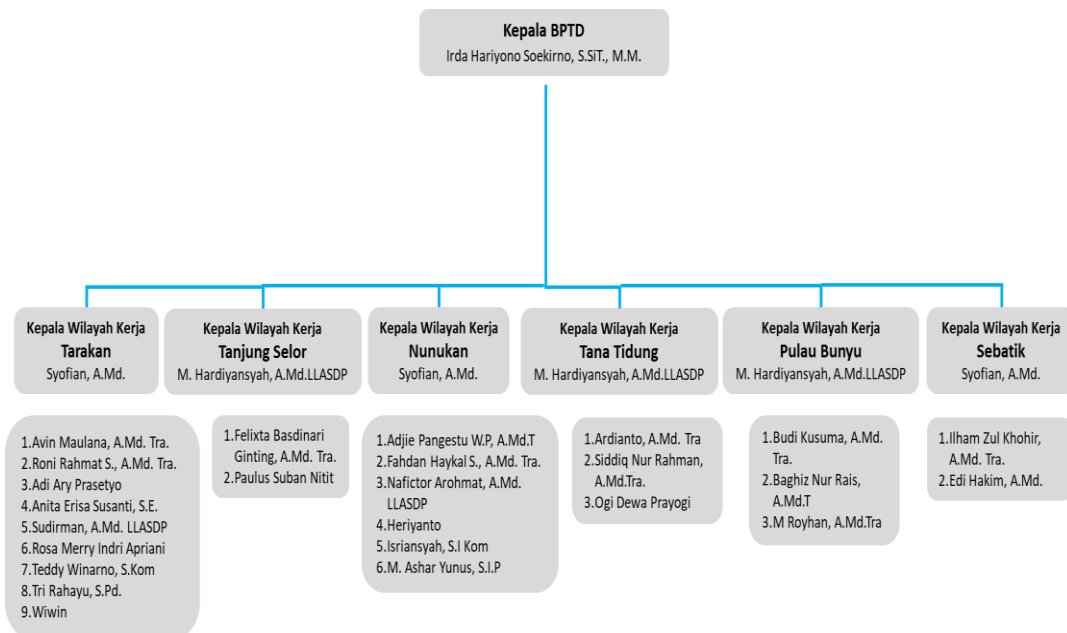 Kepala BPTD
Irda Hariyono Soekirno, S.SiT., M.M.
Kepala Wilayah Kerja
Tarakan
Syofian, A.Md.
Kepala Wilayah Kerja
Tanjung Selor
M. Hardiyansyah, A.Md.LLASDP
Kepala Wilayah Kerja
Nunukan
Syofian, A.Md.
Kepala Wilayah Kerja
Tana Tidung
M. Hardiyansyah, A.Md.LLASDP
Kepala Wilayah Kerja
Pulau Bunyu
M. Hardiyansyah, A.Md.LLASDP
Kepala Wilayah Kerja
Sebatik
Syofian, A.Md.
1.Avin Maulana, A.Md. Tra.
2.Roni Rahmat S., A.Md. Tra.
3.Adi Ary Prasetyo
4.Anita Erisa Susanti, S.E.
5.Sudirman, A.Md. LLASDP
6.Rosa Merry Indri Apriani
7.Teddy Winarno, S.Kom
8.Tri Rahayu, S.Pd.
9.Wiwin
1.Felixta Basdinari
Ginting, A.Md. Tra.
2.Paulus Suban Nitit
1.Adjie Pangestu W.P, A.Md.T
2.Fahdan Haykal S., A.Md. Tra.
3.Nafictor Arohmat, A.Md.
LLASDP
4.Heriyanto
5.Isriansyah, S.I Kom
6.M. Ashar Yunus, S.I.P
1.Ardianto, A.Md. Tra
2.Siddiq Nur Rahman,
A.Md.Tra.
3.Ogi Dewa Prayogi
1.Budi Kusuma, A.Md.
Tra.
2.Baghiz Nur Rais,
A.Md.T
3.M Royhan, A.Md.Tra
1.Ilham Zul Khohir,
A.Md. Tra.
2.Edi Hakim, A.Md.